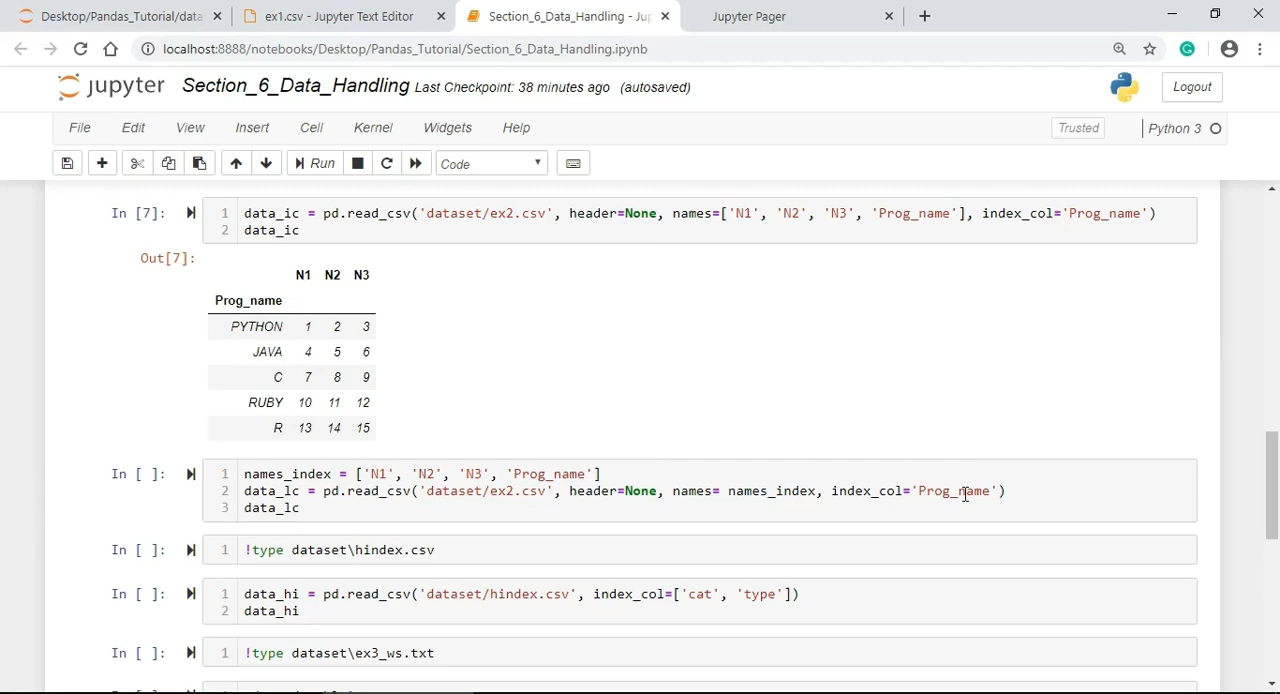 Desktop/Pandas_Tutorial/data
ex1.csv - Jupyter Text Editor
Section_6_Data_Handling - Jup
Jupyter Pager
localhost:8888/notebooks/Desktop/Pandas_Tutorial/Section_6_Data_Handling.ipynb
jupyter Section_6_Data_Handling Last Checkpoint: 38 minutes ago (autosaved)
Logout
File Edit View Insert Cell Kernel Widgets Help
Trusted
Python 3
Run
Code
In [7]:
1 data_ic = pd.read_csv('dataset/ex2.csv', header=None, names=['N1', 'N2', 'N3', 'Prog_name'], index_col='Prog_name')
2 data_ic
Out[7]:
N1 N2 N3
Prog_name
PYTHON 1 2 3
JAVA 4 5 6
C 7 8 9
RUBY 10 11 12
R 13 14 15
In [ ]:
1 names_index = ['N1', 'N2', 'N3', 'Prog_name']
2 data_lc = pd.read_csv('dataset/ex2.csv', header=None, names= names_index, index_col='Prog_name')
3 data_lc
In [ ]:
1 !type dataset\hindex.csv
In [ ]:
1 data_hi = pd.read_csv('dataset/hindex.csv', index_col=['cat', 'type'])
2 data_hi
In [ ]:
1 !type dataset\ex3_ws.txt